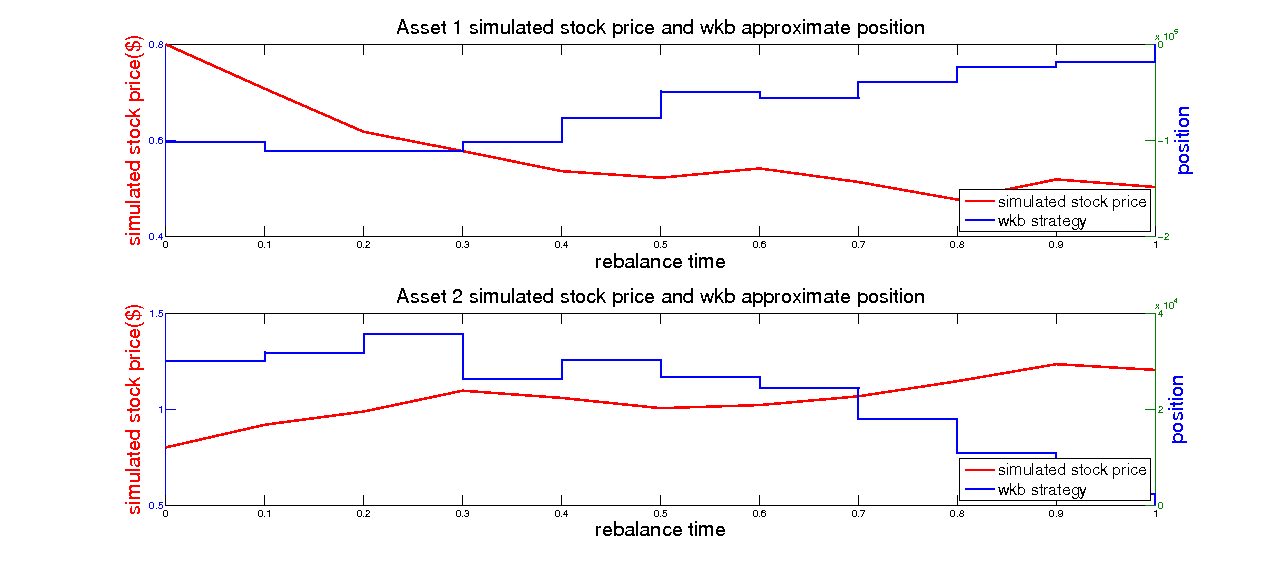 Asset 1 simulated stock price and wkb approximate position
x 10^5
simulated stock price($)
0.8
0.6
0.4
0
-1
-2
position
simulated stock price
wkb strategy
0 0.1 0.2 0.3 0.4 0.5 0.6 0.7 0.8 0.9 1
rebalance time
Asset 2 simulated stock price and wkb approximate position
x 10^4
simulated stock price($)
1.5
1
0.5
4
2
0
position
simulated stock price
wkb strategy
0 0.1 0.2 0.3 0.4 0.5 0.6 0.7 0.8 0.9 1
rebalance time